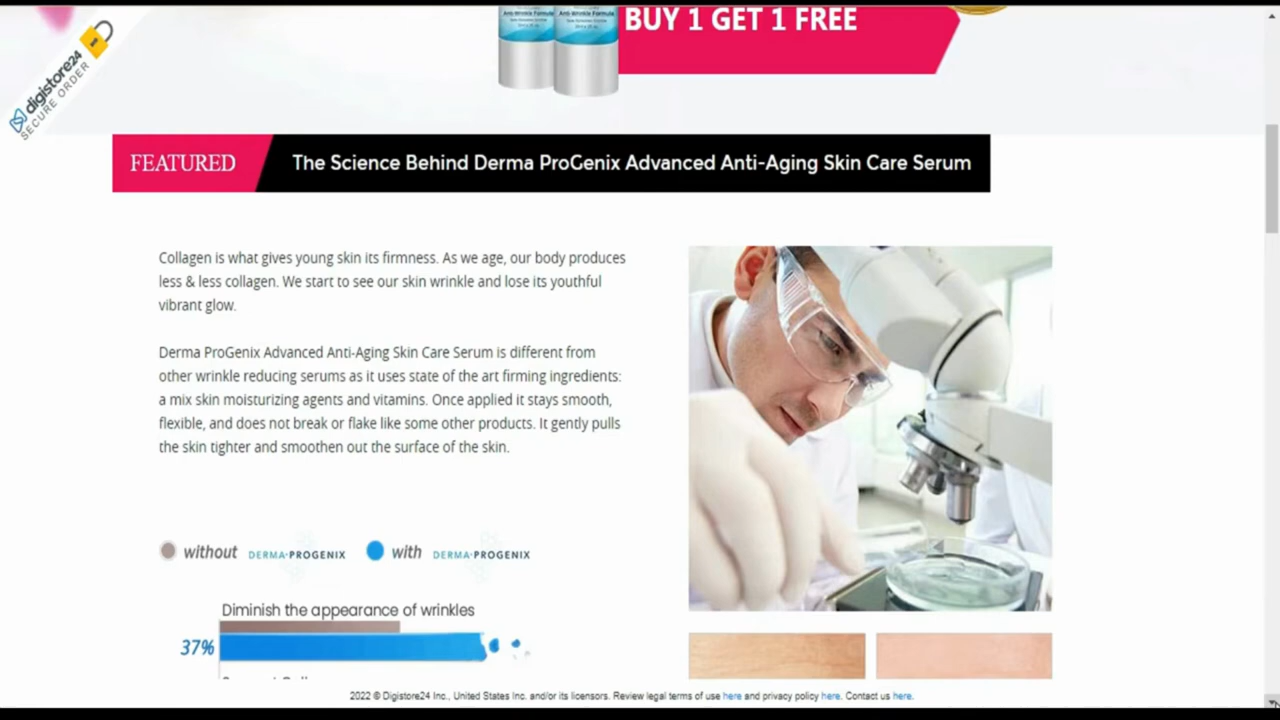 Anti-Wrinkle Formula
Anti-Wrinkle Formula
BUY 1 GET 1 FREE
digistore24
SECURE ORDER
FEATURED
The Science Behind Derma ProGenix Advanced Anti-Aging Skin Care Serum
Collagen is what gives young skin its firmness. As we age, our body produces
less & less collagen. We start to see our skin wrinkle and lose its youthful
vibrant glow.
Derma ProGenix Advanced Anti-Aging Skin Care Serum is different from
other wrinkle reducing serums as it uses state of the art firming ingredients:
a mix skin moisturizing agents and vitamins. Once applied it stays smooth,
flexible, and does not break or flake like some other products. It gently pulls
the skin tighter and smoothen out the surface of the skin.
without DERMA·PROGENIX with DERMA·PROGENIX
Diminish the appearance of wrinkles
37%
2022 © Digistore24 Inc., United States Inc. and/or its licensors. Review legal terms of use here and privacy policy here. Contact us here.